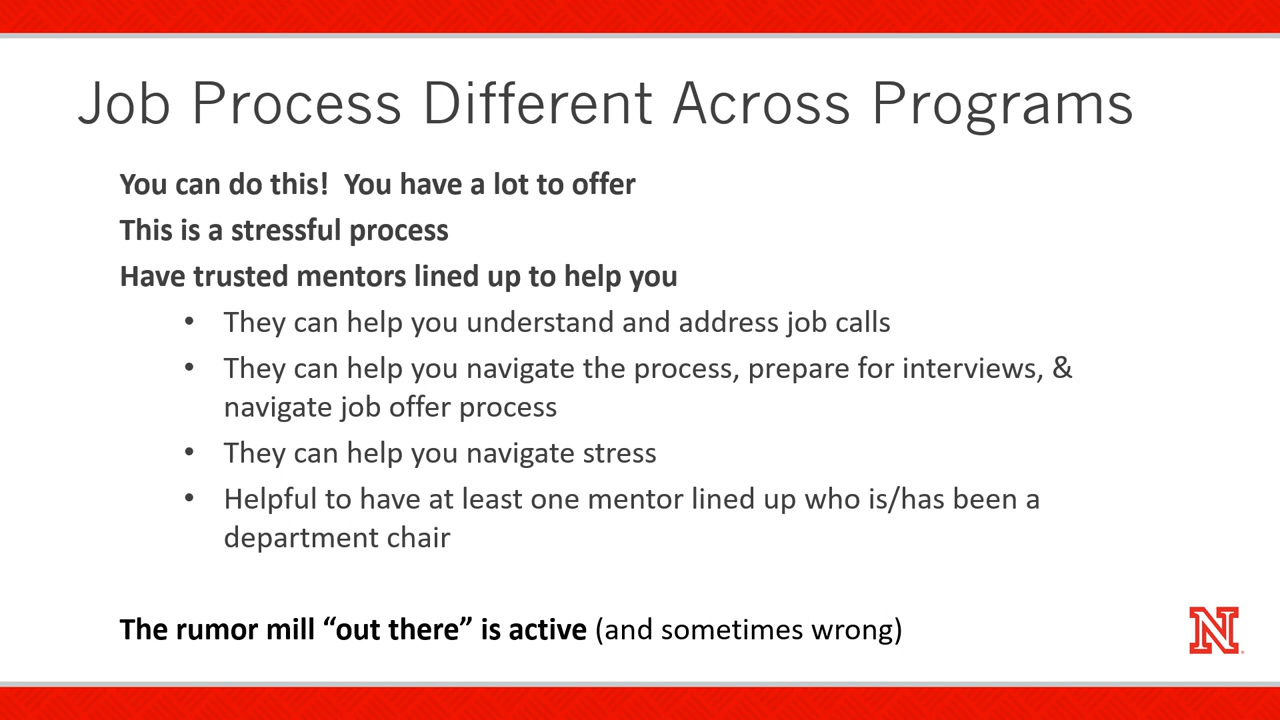 Job Process Different Across Programs
You can do this!  You have a lot to offer
This is a stressful process
Have trusted mentors lined up to help you
• They can help you understand and address job calls
• They can help you navigate the process, prepare for interviews, &
navigate job offer process
• They can help you navigate stress
• Helpful to have at least one mentor lined up who is/has been a
department chair
The rumor mill “out there” is active (and sometimes wrong)
N